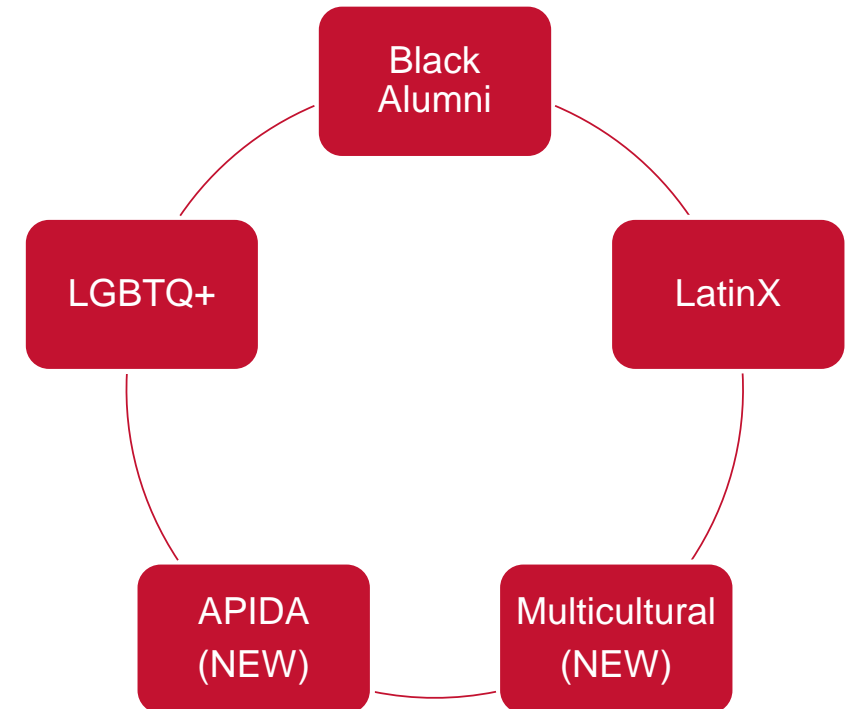 Black
Alumni
LGBTQ+
LatinX
APIDA
(NEW)
Multicultural
(NEW)